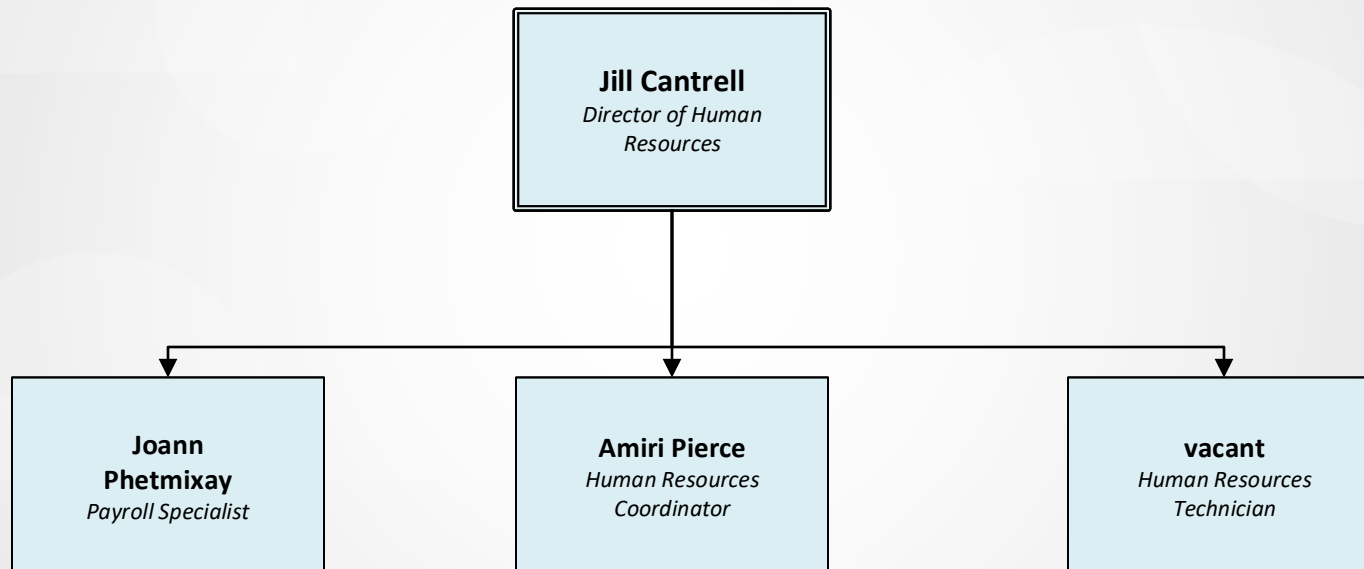 Jill Cantrell
Director of Human
Resources
Joann
Phetmixay
Payroll Specialist
Amiri Pierce
Human Resources
Coordinator
vacant
Human Resources
Technician